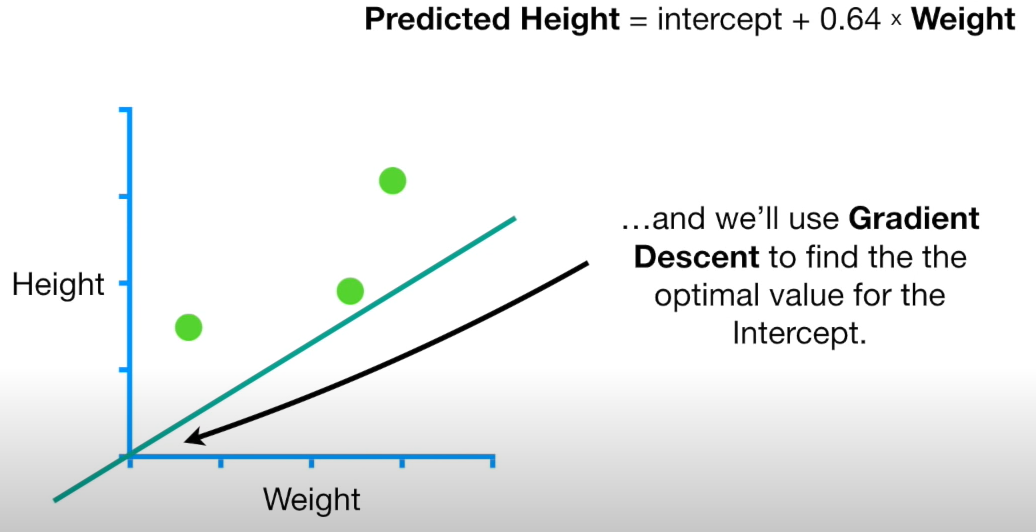 Predicted Height = intercept + 0.64 x Weight
…and we'll use Gradient
Descent to find the the
optimal value for the
Intercept.
Height
Weight